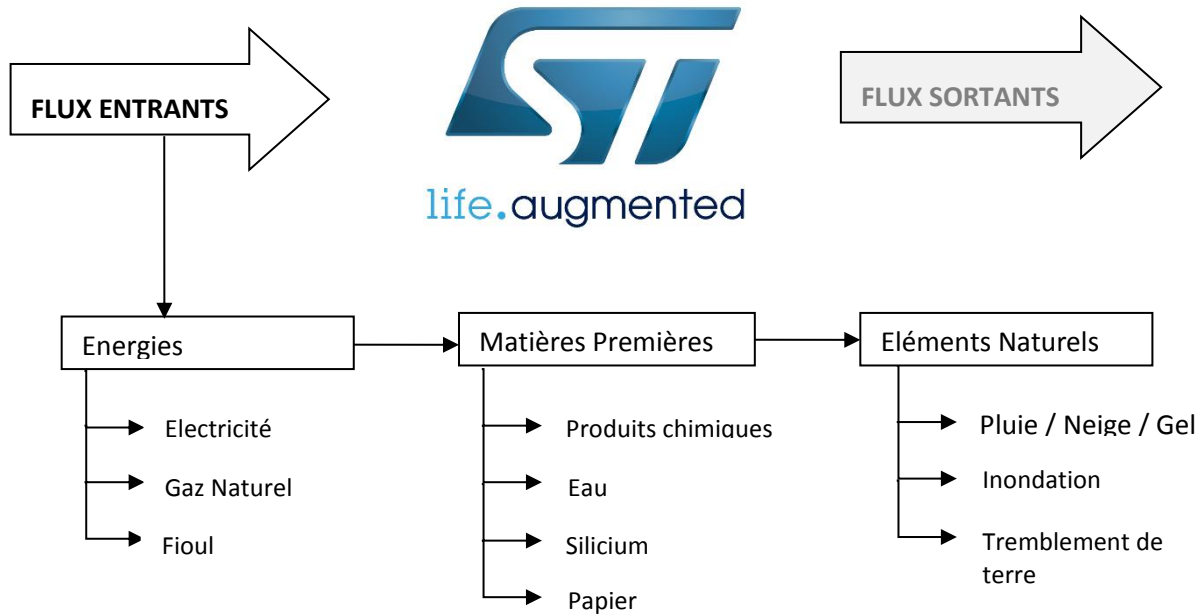 FLUX ENTRANTS
ST
life.augmented
FLUX SORTANTS
Energies
Electricité
Gaz Naturel
Fioul
Matières Premières
Produits chimiques
Eau
Silicium
Papier
Eléments Naturels
Pluie / Neige / Gel
Inondation
Tremblement de
terre